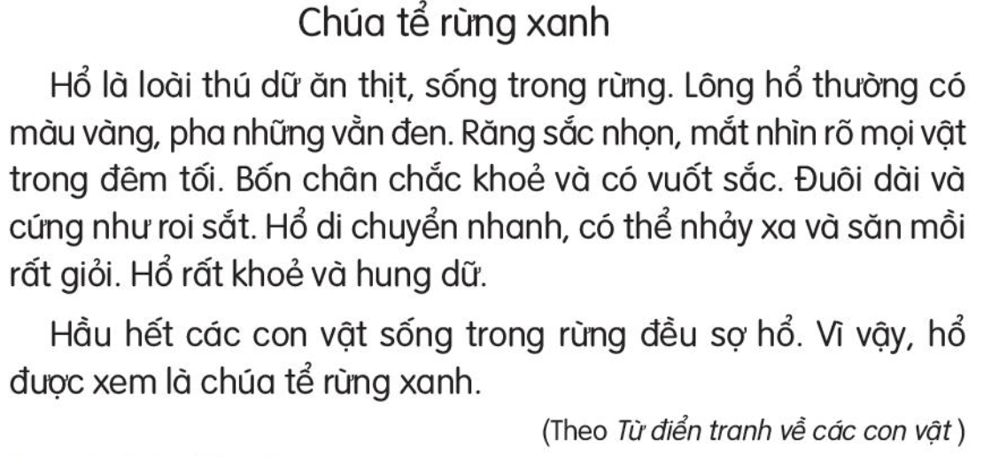 Chúa tể rừng xanh
Hổ là loài thú dữ ăn thịt, sống trong rừng. Lông hổ thường có
màu vàng, pha những vằn đen. Răng sắc nhọn, mắt nhìn rõ mọi vật
trong đêm tối. Bốn chân chắc khoẻ và có vuốt sắc. Đuôi dài và
cứng như roi sắt. Hổ di chuyển nhanh, có thể nhảy xa và săn mồi
rất giỏi. Hổ rất khoẻ và hung dữ.
Hầu hết các con vật sống trong rừng đều sợ hổ. Vì vậy, hổ
được xem là chúa tể rừng xanh.
(Theo Từ điển tranh về các con vật)